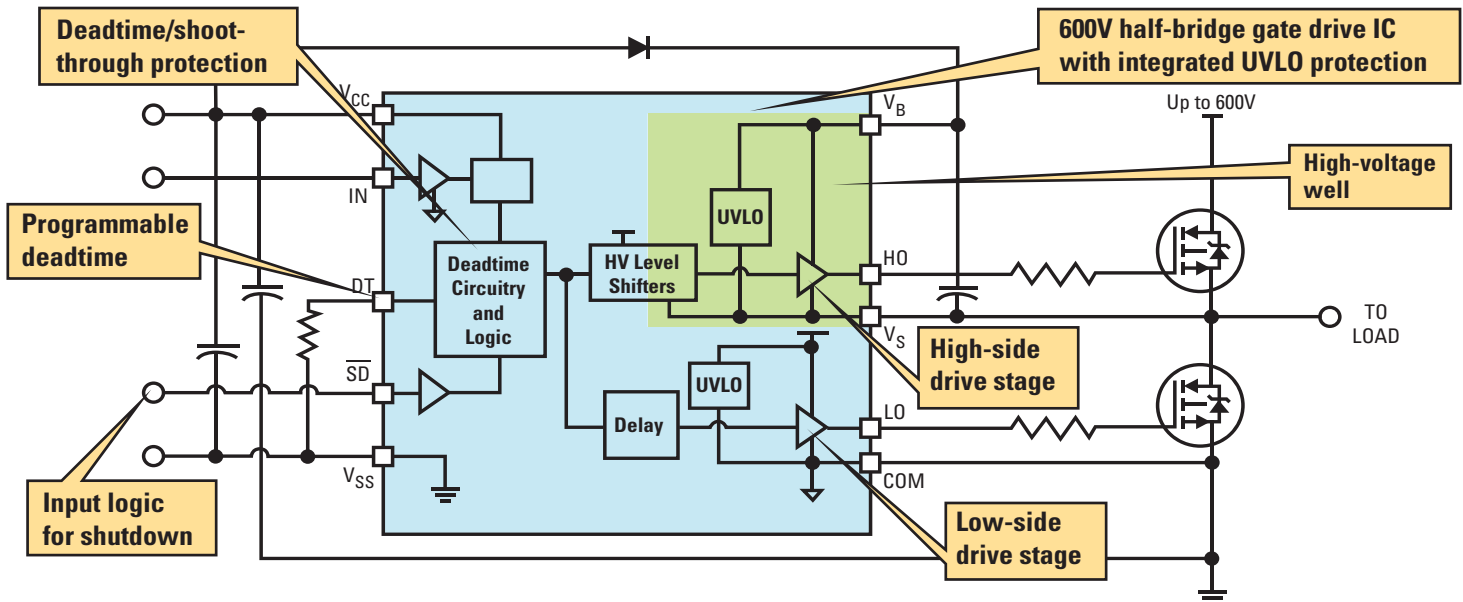 Deadtime/shoot-
through protection
600V half-bridge gate drive IC
with integrated UVLO protection
VCC
VB
Up to 600V
High-voltage
well
IN
Programmable
deadtime
UVLO
Deadtime
Circuitry
and
Logic
HV Level
Shifters
HO
DT
VS
TO
LOAD
High-side
drive stage
SD
UVLO
Delay
LO
VSS
COM
Input logic
for shutdown
Low-side
drive stage